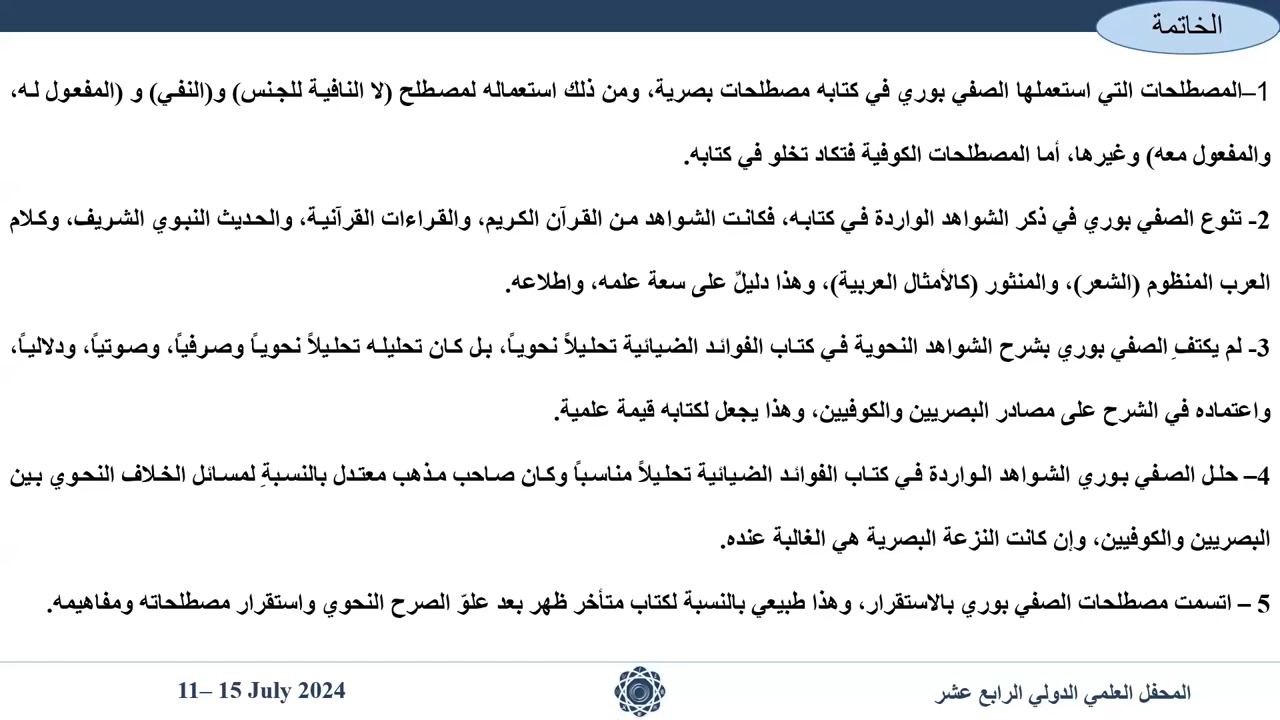 الخاتمة
1–المصطلحات التي استعملها الصفي بوري في كتابه مصطلحات بصرية، ومن ذلك استعماله لمصطلح (لا النافية للجنس) و(النفي) و (المفعول له،
والمفعول معه) وغيرها، أما المصطلحات الكوفية فتكاد تخلو في كتابه.
2- تنوع الصفي بوري في ذكر الشواهد الواردة في كتابه، فكانت الشواهد من القرآن الكريم، والقراءات القرآنية، والحديث النبوي الشريف، وكلام
العرب المنظوم (الشعر)، والمنثور (كالأمثال العربية)، وهذا دليلٌ على سعة علمه، واطلاعه.
3- لم يكتفِ الصفي بوري بشرح الشواهد النحوية في كتاب الفوائد الضيائية تحليلاً نحوياً، بل كان تحليله تحليلاً نحوياً وصرفياً، وصوتياً، ودلالياً،
واعتماده في الشرح على مصادر البصريين والكوفيين، وهذا يجعل لكتابه قيمة علمية.
4– حلل الصفي بوري الشواهد الواردة في كتاب الفوائد الضيائية تحليلاً مناسباً وكان صاحب مذهب معتدل بالنسبةِ لمسائل الخلاف النحوي بين
البصريين والكوفيين، وإن كانت النزعة البصرية هي الغالبة عنده.
5 – اتسمت مصطلحات الصفي بوري بالاستقرار، وهذا طبيعي بالنسبة لكتاب متأخر ظهر بعد علوّ الصرح النحوي واستقرار مصطلحاته ومفاهيمه.
المحفل العلمي الدولي الرابع عشر
11– 15 July 2024